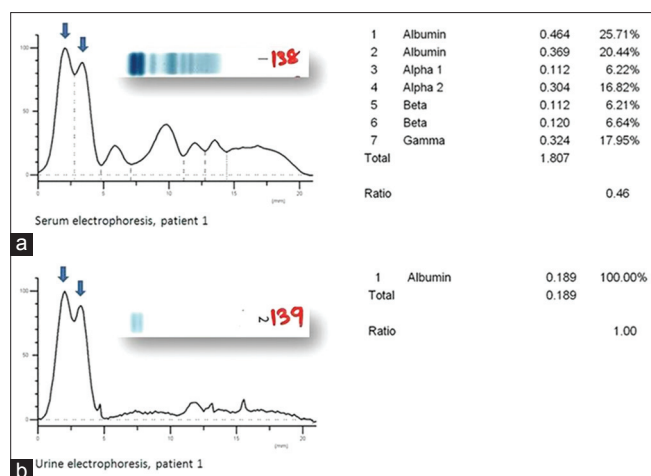 1 Albumin 0.464 25.71%
2 Albumin 0.369 20.44%
3 Alpha 1 0.112 6.22%
4 Alpha 2 0.304 16.82%
5 Beta 0.112 6.21%
6 Beta 0.120 6.64%
7 Gamma 0.324 17.95%
Total 1.807
Ratio 0.46
-138
100
50
0
0 5 10 15 20
[mm]
Serum electrophoresis, patient 1
a
1 Albumin 0.189 100.00%
Total 0.189
Ratio 1.00
2 139
100
50
0
0 5 10 15 20
[mm]
Urine electrophoresis, patient 1
b